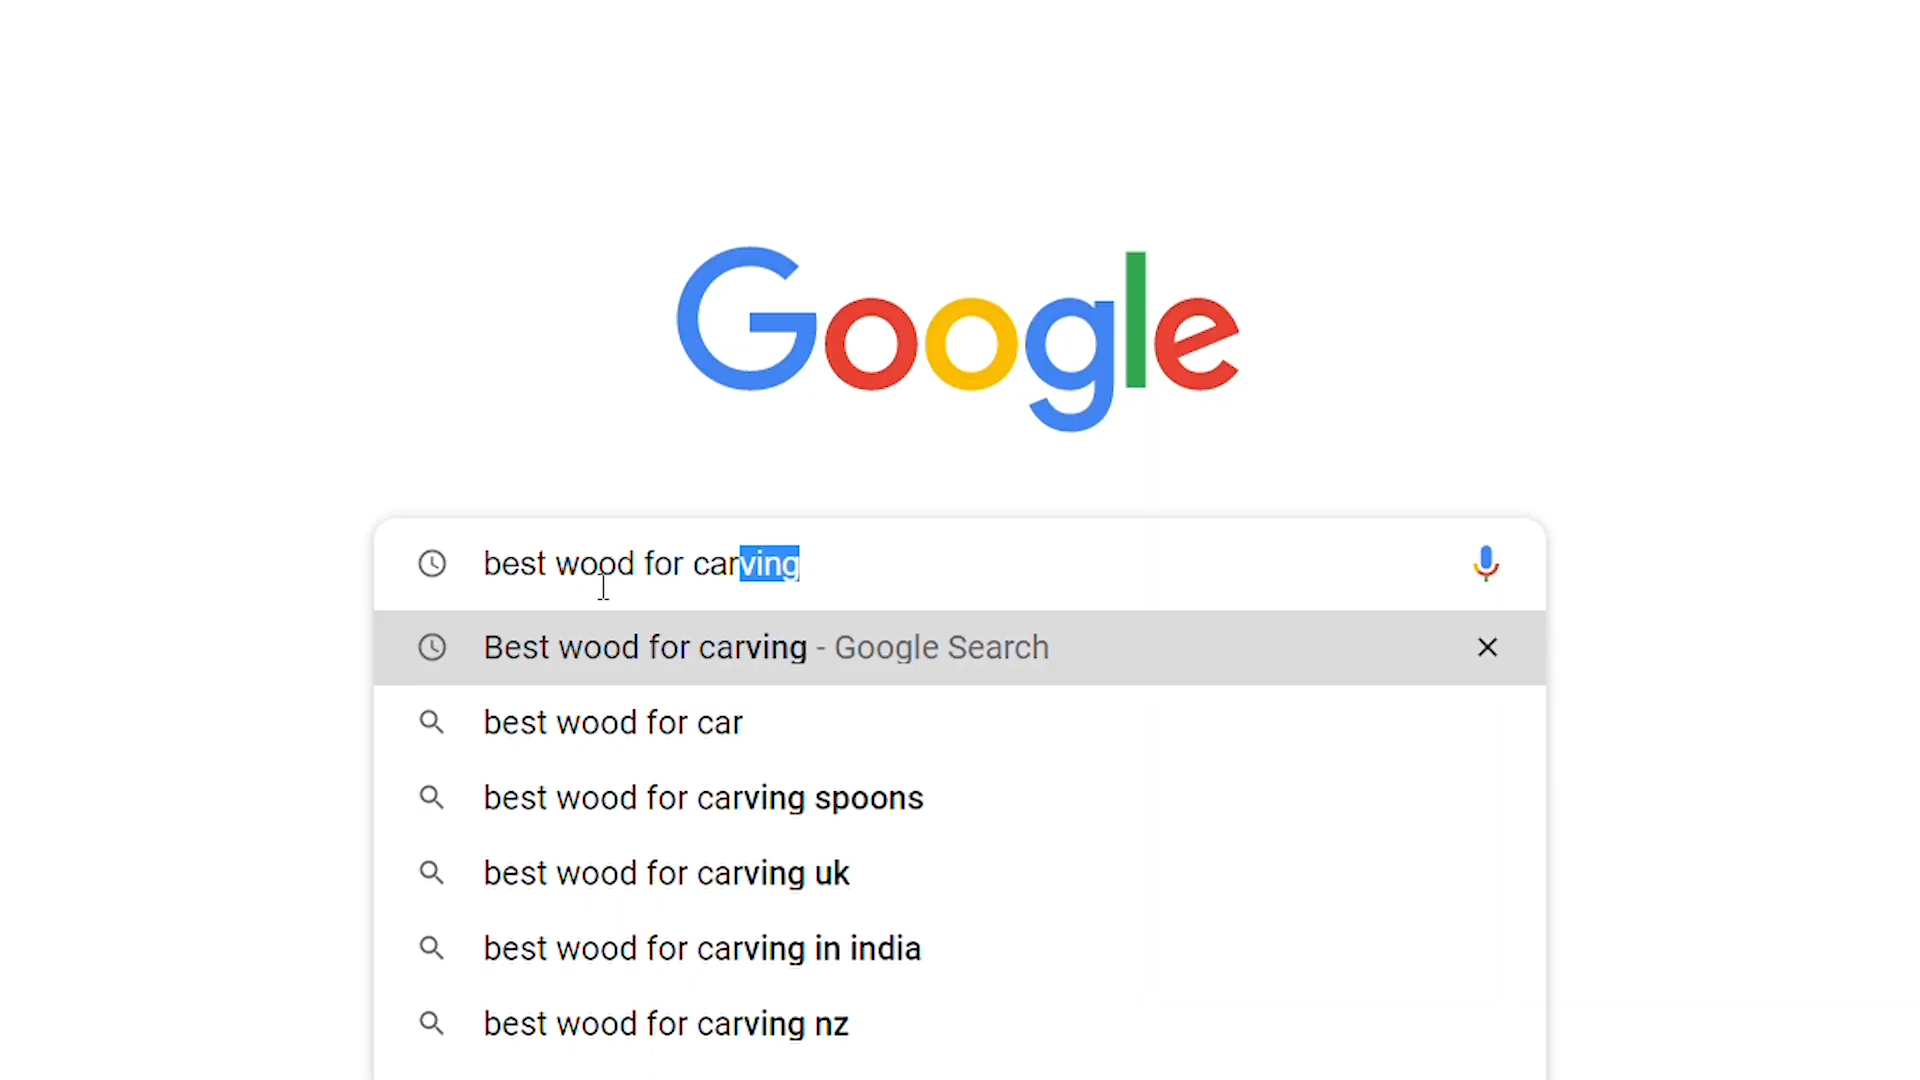 Google
best wood for carving
Best wood for carving - Google Search
best wood for car
best wood for carving spoons
best wood for carving uk
best wood for carving in india
best wood for carving nz